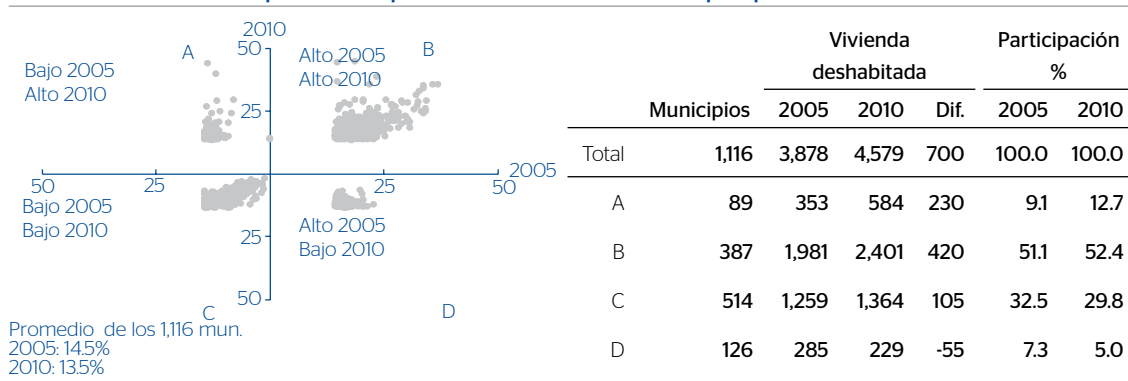 2010
50
A
B
Bajo 2005
Alto 2010
Alto 2005
Alto 2010
25
50
25
25
50
2005
Bajo 2005
Bajo 2010
Alto 2005
Bajo 2010
25
50
C
D
Promedio de los 1,116 mun.
2005: 14.5%
2010: 13.5%
Vivienda deshabitada
Participación %
Municipios 2005 2010 Dif. 2005 2010
Total 1,116 3,878 4,579 700 100.0 100.0
A 89 353 584 230 9.1 12.7
B 387 1,981 2,401 420 51.1 52.4
C 514 1,259 1,364 105 32.5 29.8
D 126 285 229 -55 7.3 5.0